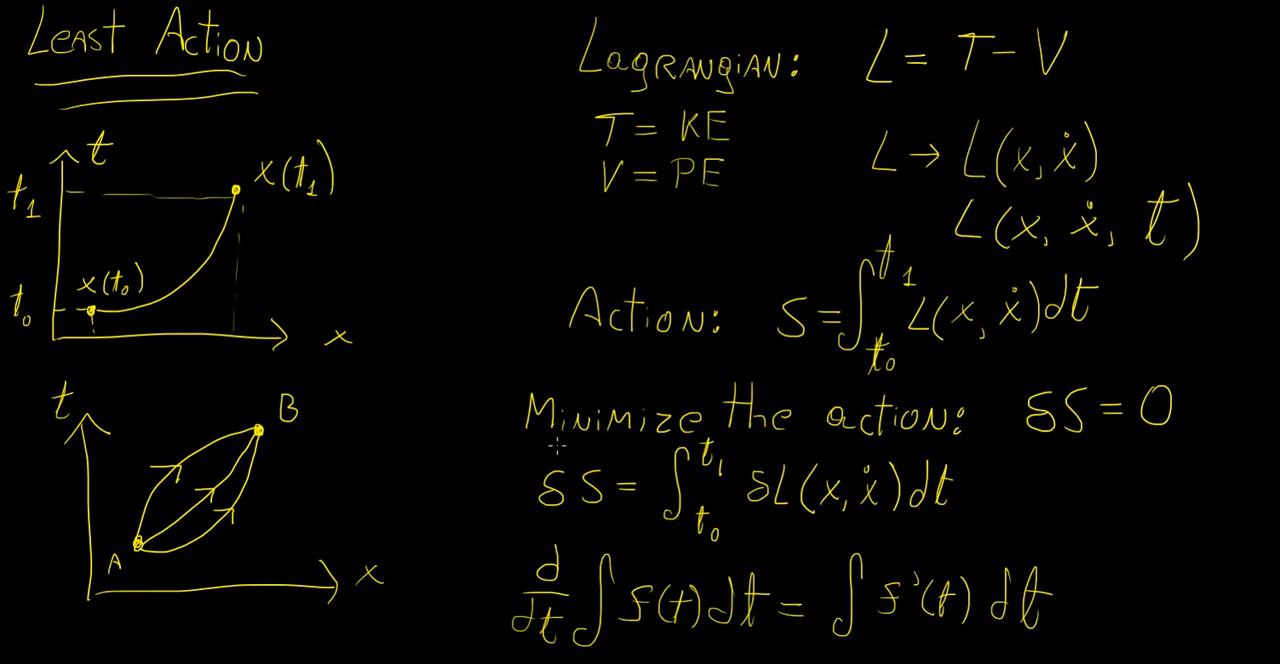 Least Action
t
t₁
x(t₁)
x(t₀)
t₀
x
t
B
A
x
Lagrangian: L = T - V
T = KE
V = PE
L → L(x, ẋ)
L(x, ẋ, t)
Action: S = ∫_{t₀}^{t₁} L(x, ẋ)dt
Minimize the action: δS = 0
δS = ∫_{t₀}^{t₁} δL(x, ẋ)dt
d/dt ∫ f(t)dt = ∫ f'(t) dt